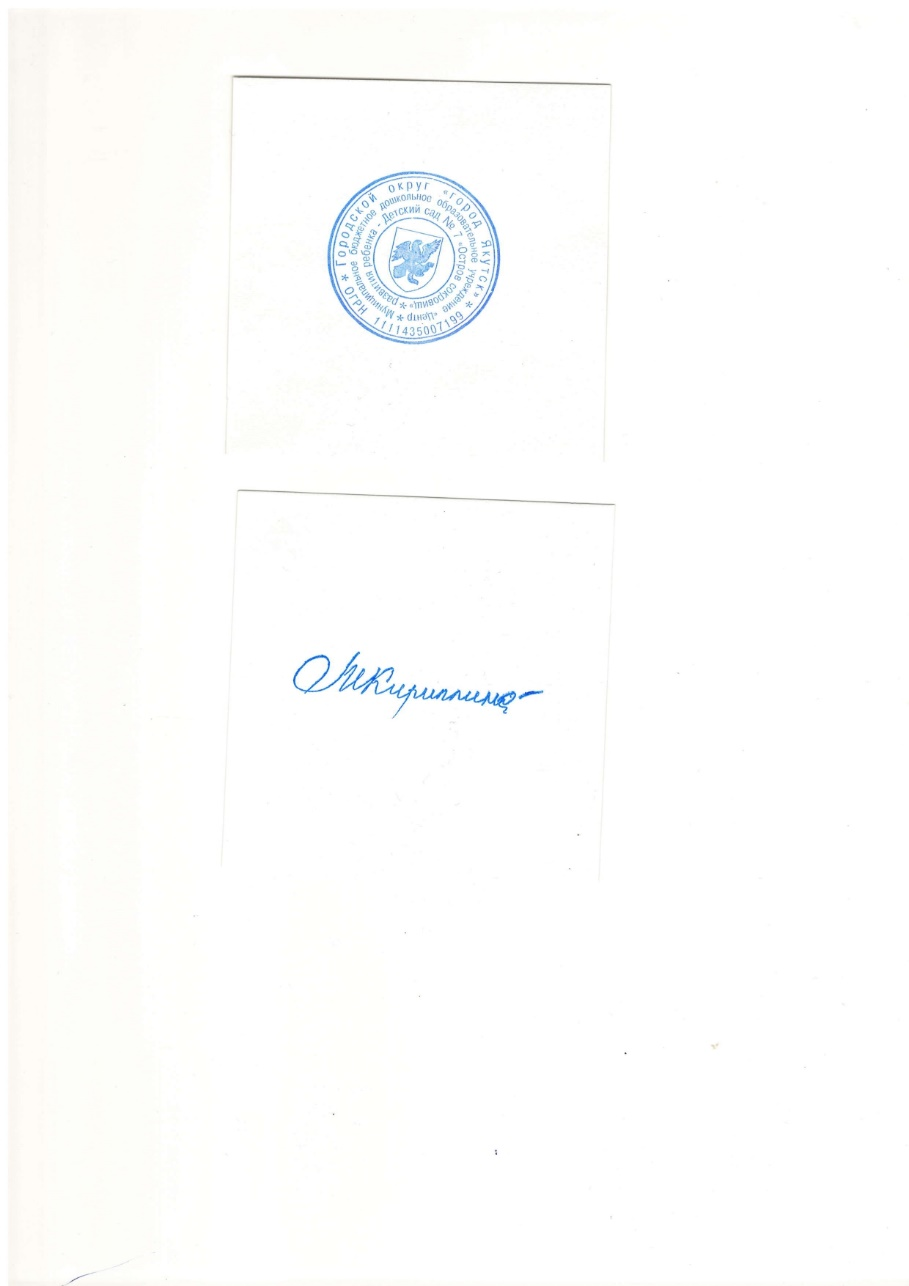 * Городской округ «город Якутск» * ОГРН 1111435007199
* Муниципальное бюджетное дошкольное образовательное учреждение «Центр
развития ребенка - Детский сад № 7 «Остров сокровищ» *
МКириллина